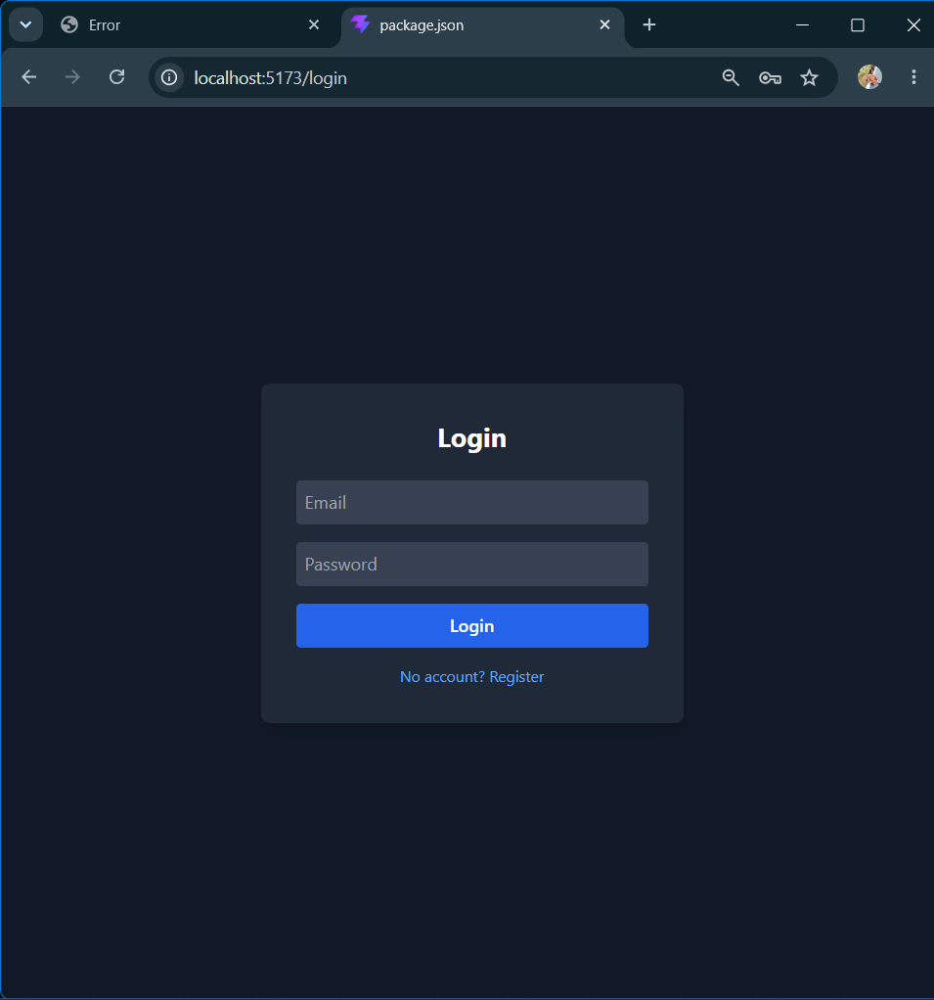 Error
package.json
localhost:5173/login
Login
Email
Password
Login
No account? Register